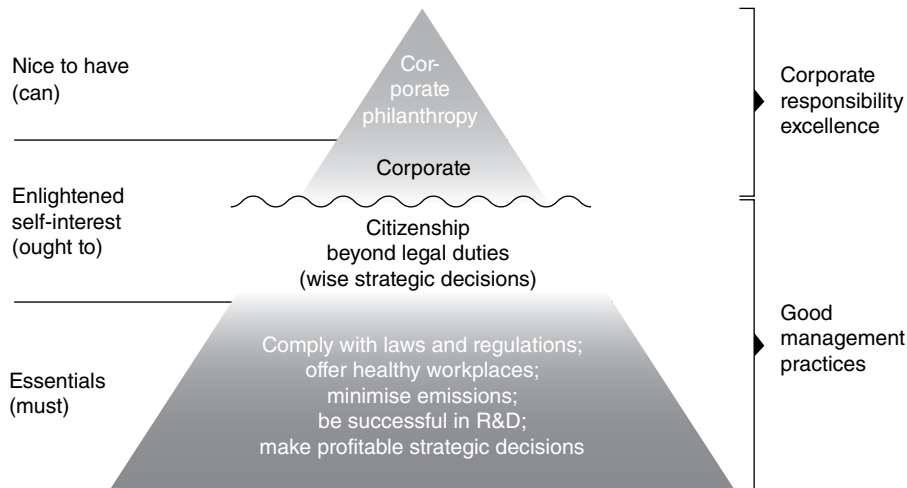 Nice to have
(can)
Cor-
porate
philanthropy
Corporate
responsibility
excellence
Corporate
Enlightened
self-interest
(ought to)
Citizenship
beyond legal duties
(wise strategic decisions)
Essentials
(must)
Comply with laws and regulations;
offer healthy workplaces;
minimise emissions;
be successful in R&D;
make profitable strategic decisions
Good
management
practices